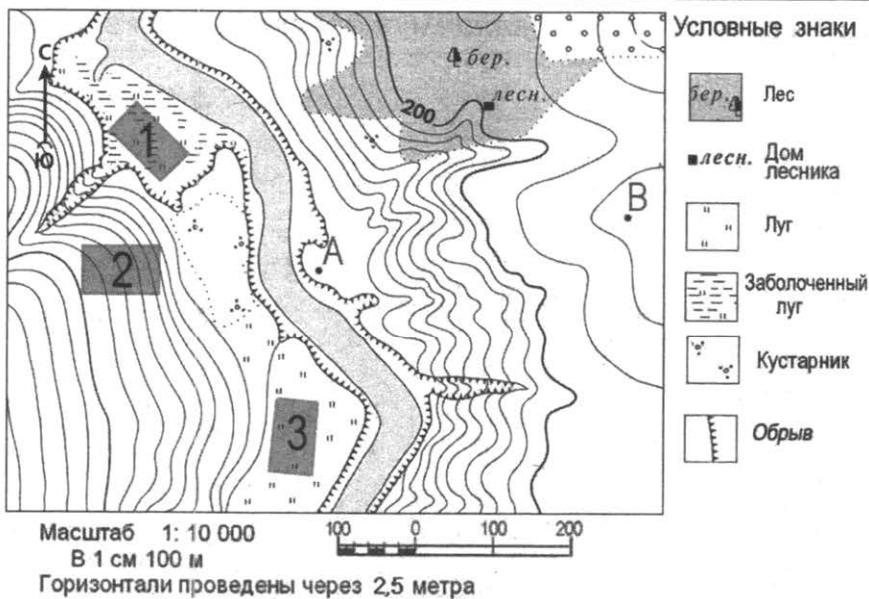 Условные знаки
С
Ю
1
2
3
А
В
бер.
лесн.
200
бер.
Лес
лесн.
Дом
лесника
Луг
Заболоченный
луг
Кустарник
Обрыв
Масштаб 1: 10 000
В 1 см 100 м
100 0 100 200
Горизонтали проведены через 2,5 метра